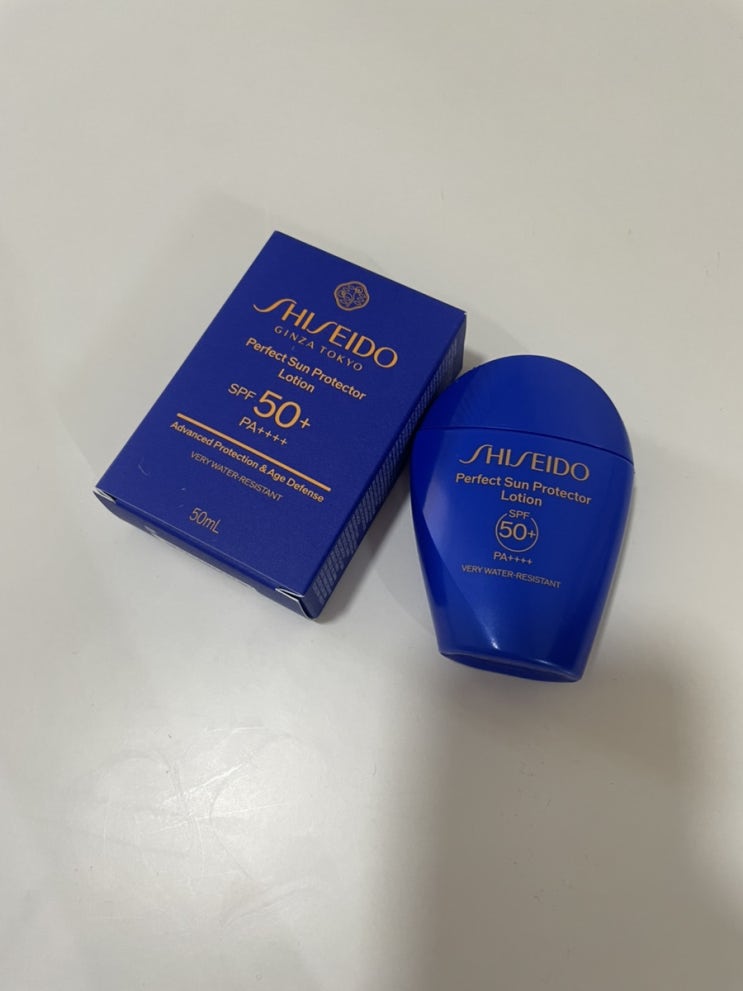 SHISEIDO
GINZA TOKYO
Perfect Sun Protector
Lotion
SPF 50+
PA++++
Advanced Protection & Age Defense
VERY WATER-RESISTANT
50mL
SHISEIDO
Perfect Sun Protector
Lotion
SPF
50+
PA++++
VERY WATER-RESISTANT